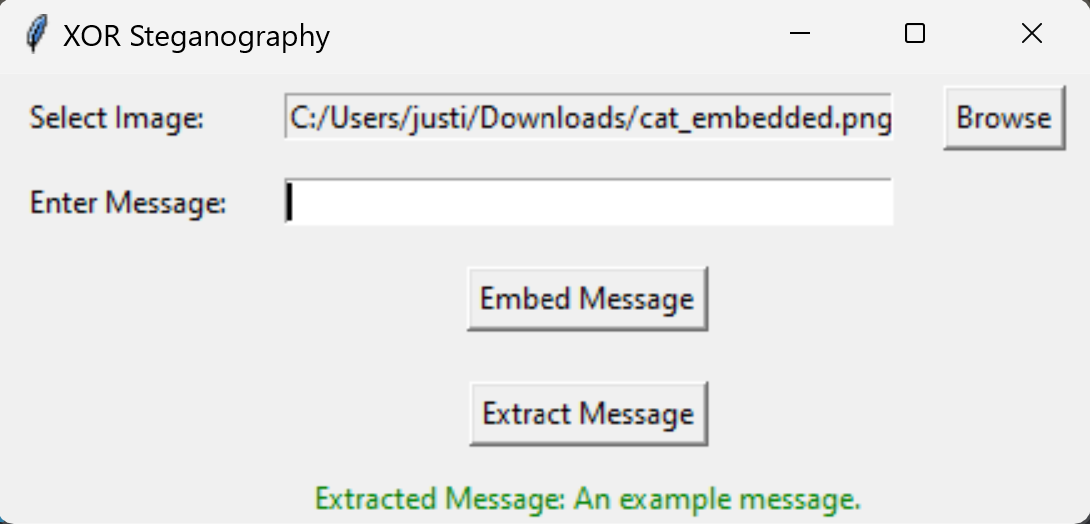 XOR Steganography
Select Image: C:/Users/justi/Downloads/cat_embedded.png Browse
Enter Message:
Embed Message
Extract Message
Extracted Message: An example message.